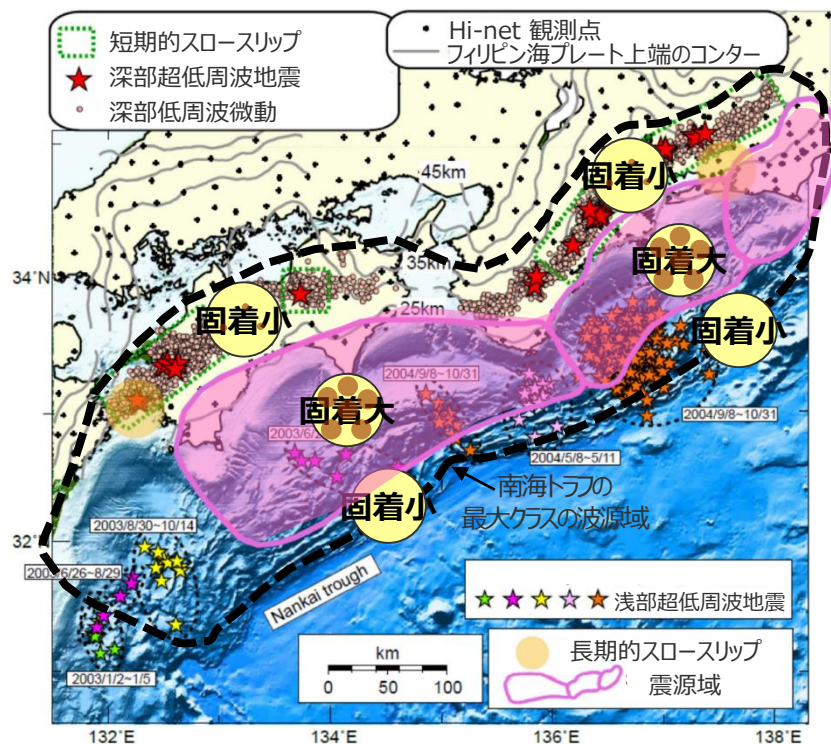 短期的スロースリップ
深部超低周波地震
深部低周波微動
Hi-net 観測点
フィリピン海プレート上端のコンター
45km
固着小
35km
固着大
34°N
25km
固着小
固着小
2004/9/8~10/31
固着大
2003/6/2
2004/9/8~10/31
2004/5/8~5/11
固着小
南海トラフの
最大クラスの波源域
2003/8/30~10/14
32°N
6/26~8/29
Nankai trough
浅部超低周波地震
2003/1/2~1/5
km
0 50 100
長期的スロースリップ
震源域
132°E 134°E 136°E 138°E